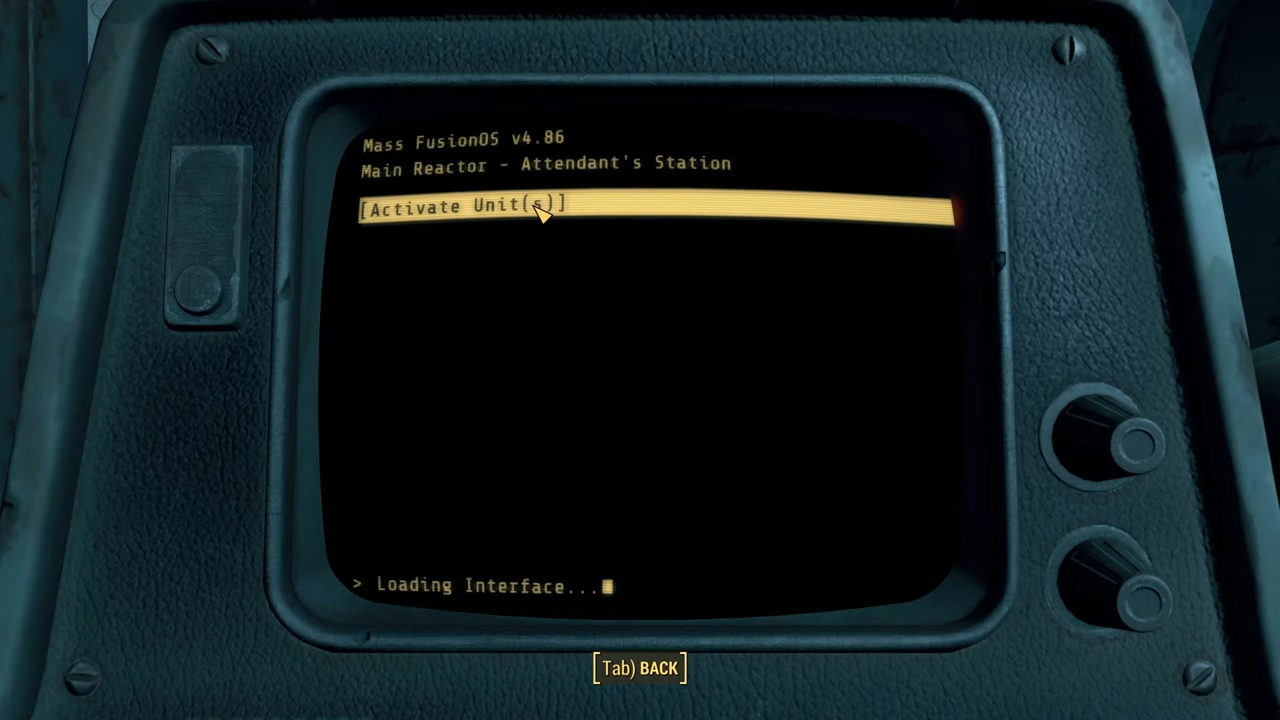 Mass FusionOS v4.86
Main Reactor - Attendant's Station
[Activate Unit(s)]
> Loading Interface...
[Tab) BACK]